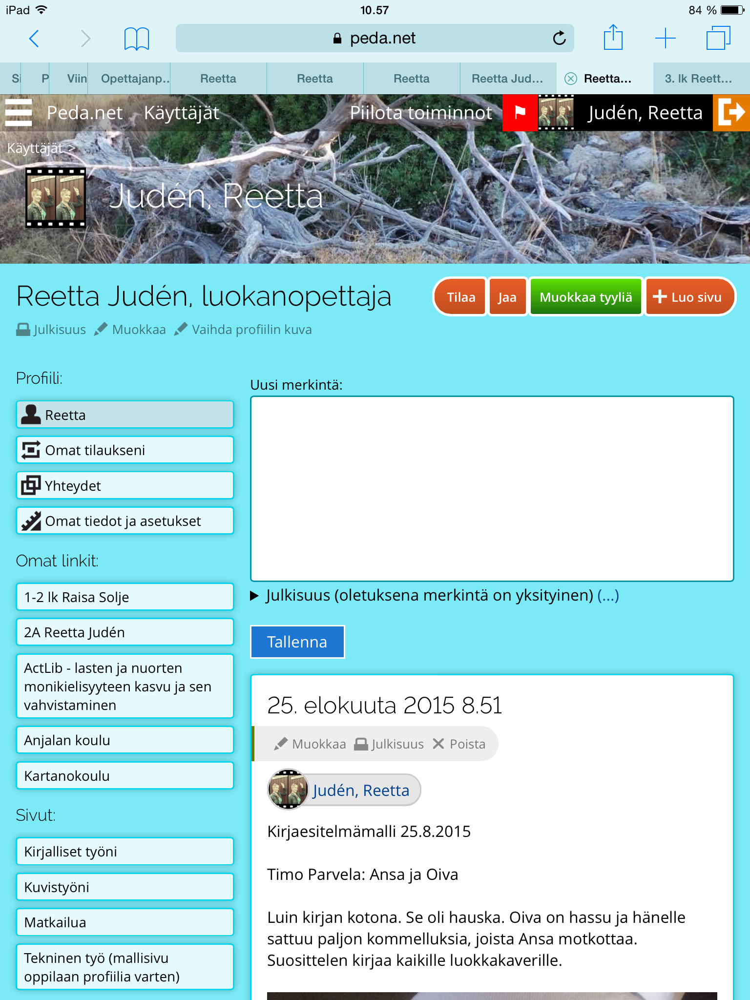 iPad 10.57 84 %
peda.net
Opettajanp... Reetta Reetta Reetta Reetta Jud... Reetta... 3. lk Reett...
Peda.net Käyttäjät Piilota toiminnot Judén, Reetta
Käyttäjät >
Judén, Reetta
Reetta Judén, luokanopettaja
Tilaa Jaa Muokkaa tyyliä Luo sivu
Julkisuus Muokkaa Vaihda profiilin kuva
Profiili:
Reetta
Omat tilaukseni
Yhteydet
Omat tiedot ja asetukset
Omat linkit:
1-2 lk Raisa Solje
2A Reetta Judén
ActLib - lasten ja nuorten
monikielisyyteen kasvu ja sen
vahvistaminen
Anjalan koulu
Kartanokoulu
Sivut:
Kirjalliset työni
Kuvistyöni
Matkailua
Tekninen työ (mallisivu
oppilaan profiilia varten)
Uusi merkintä:
Julkisuus (oletuksena merkintä on yksityinen) (...)
Tallenna
25. elokuuta 2015 8.51
Muokkaa Julkisuus Poista
Judén, Reetta
Kirjaesitelmämalli 25.8.2015
Timo Parvela: Ansa ja Oiva
Luin kirjan kotona. Se oli hauska. Oiva on hassu ja hänelle
sattuu paljon kommelluksia, joista Ansa motkottaa.
Suosittelen kirjaa kaikille luokkakaverille.